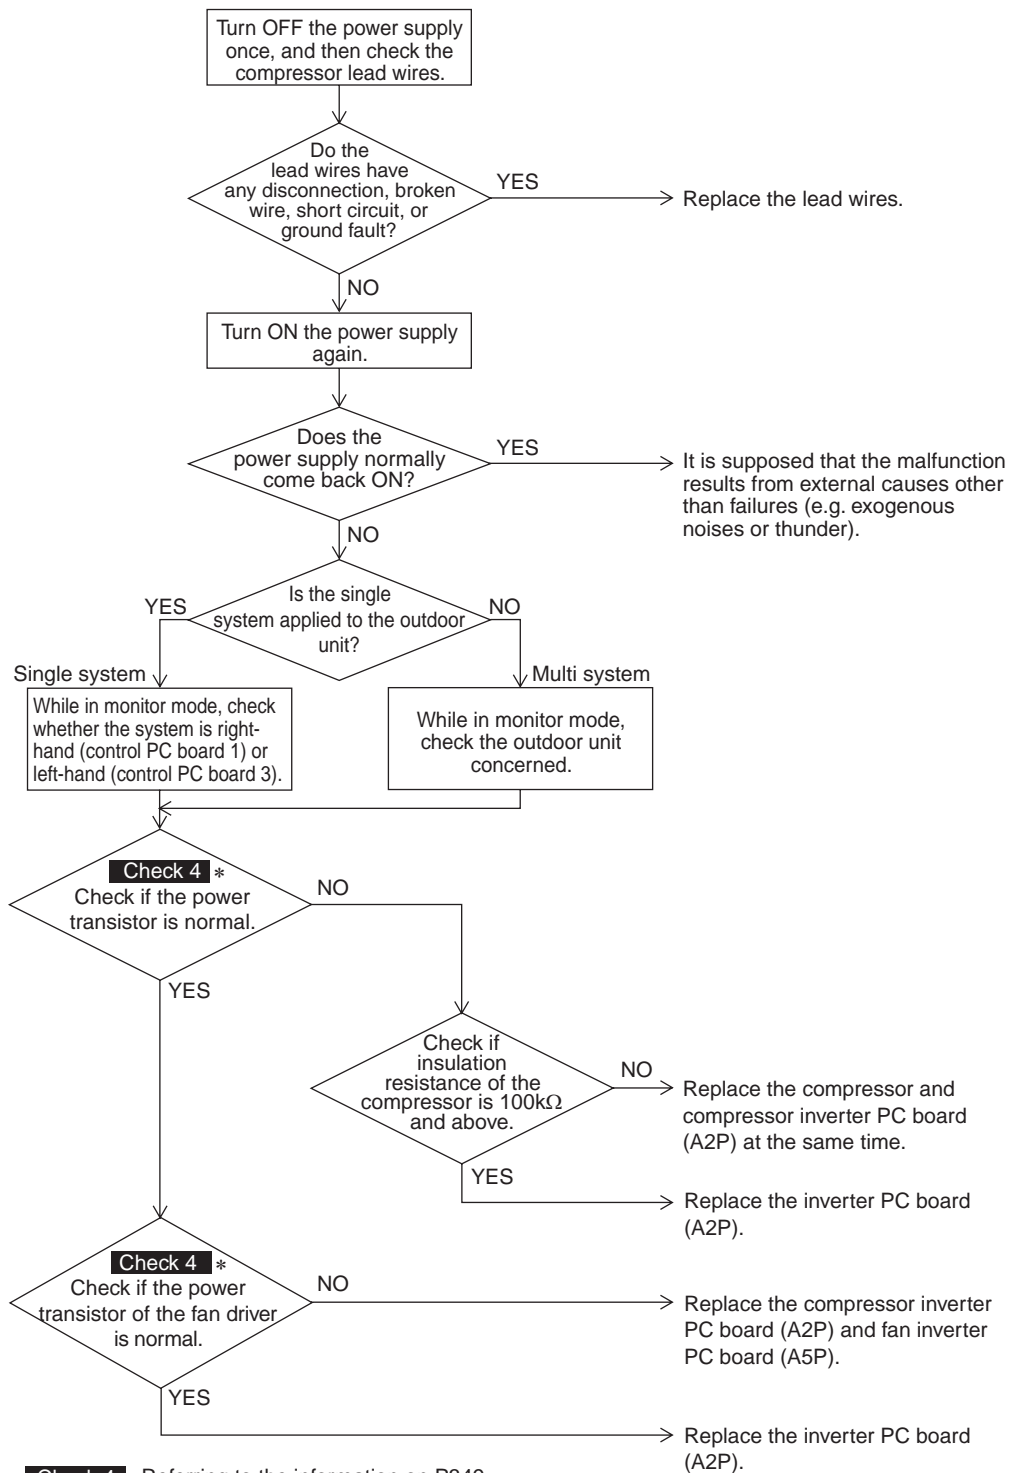 Turn OFF the power supply
once, and then check the
compressor lead wires.
Do the
lead wires have
any disconnection, broken
wire, short circuit, or
ground fault?
YES
Replace the lead wires.
NO
Turn ON the power supply
again.
Does the
power supply normally
come back ON?
YES
It is supposed that the malfunction
results from external causes other
than failures (e.g. exogenous
noises or thunder).
NO
Is the single
system applied to the outdoor
unit?
YES
NO
Single system
Multi system
While in monitor mode, check
whether the system is right-
hand (control PC board 1) or
left-hand (control PC board 3).
While in monitor mode,
check the outdoor unit
concerned.
Check 4 *
Check if the power
transistor is normal.
NO
YES
Check if
insulation
resistance of the
compressor is 100kΩ
and above.
NO
Replace the compressor and
compressor inverter PC board
(A2P) at the same time.
YES
Replace the inverter PC board
(A2P).
Check 4 *
Check if the power
transistor of the fan driver
is normal.
NO
Replace the compressor inverter
PC board (A2P) and fan inverter
PC board (A5P).
YES
Replace the inverter PC board
(A2P).
Referring to the information on